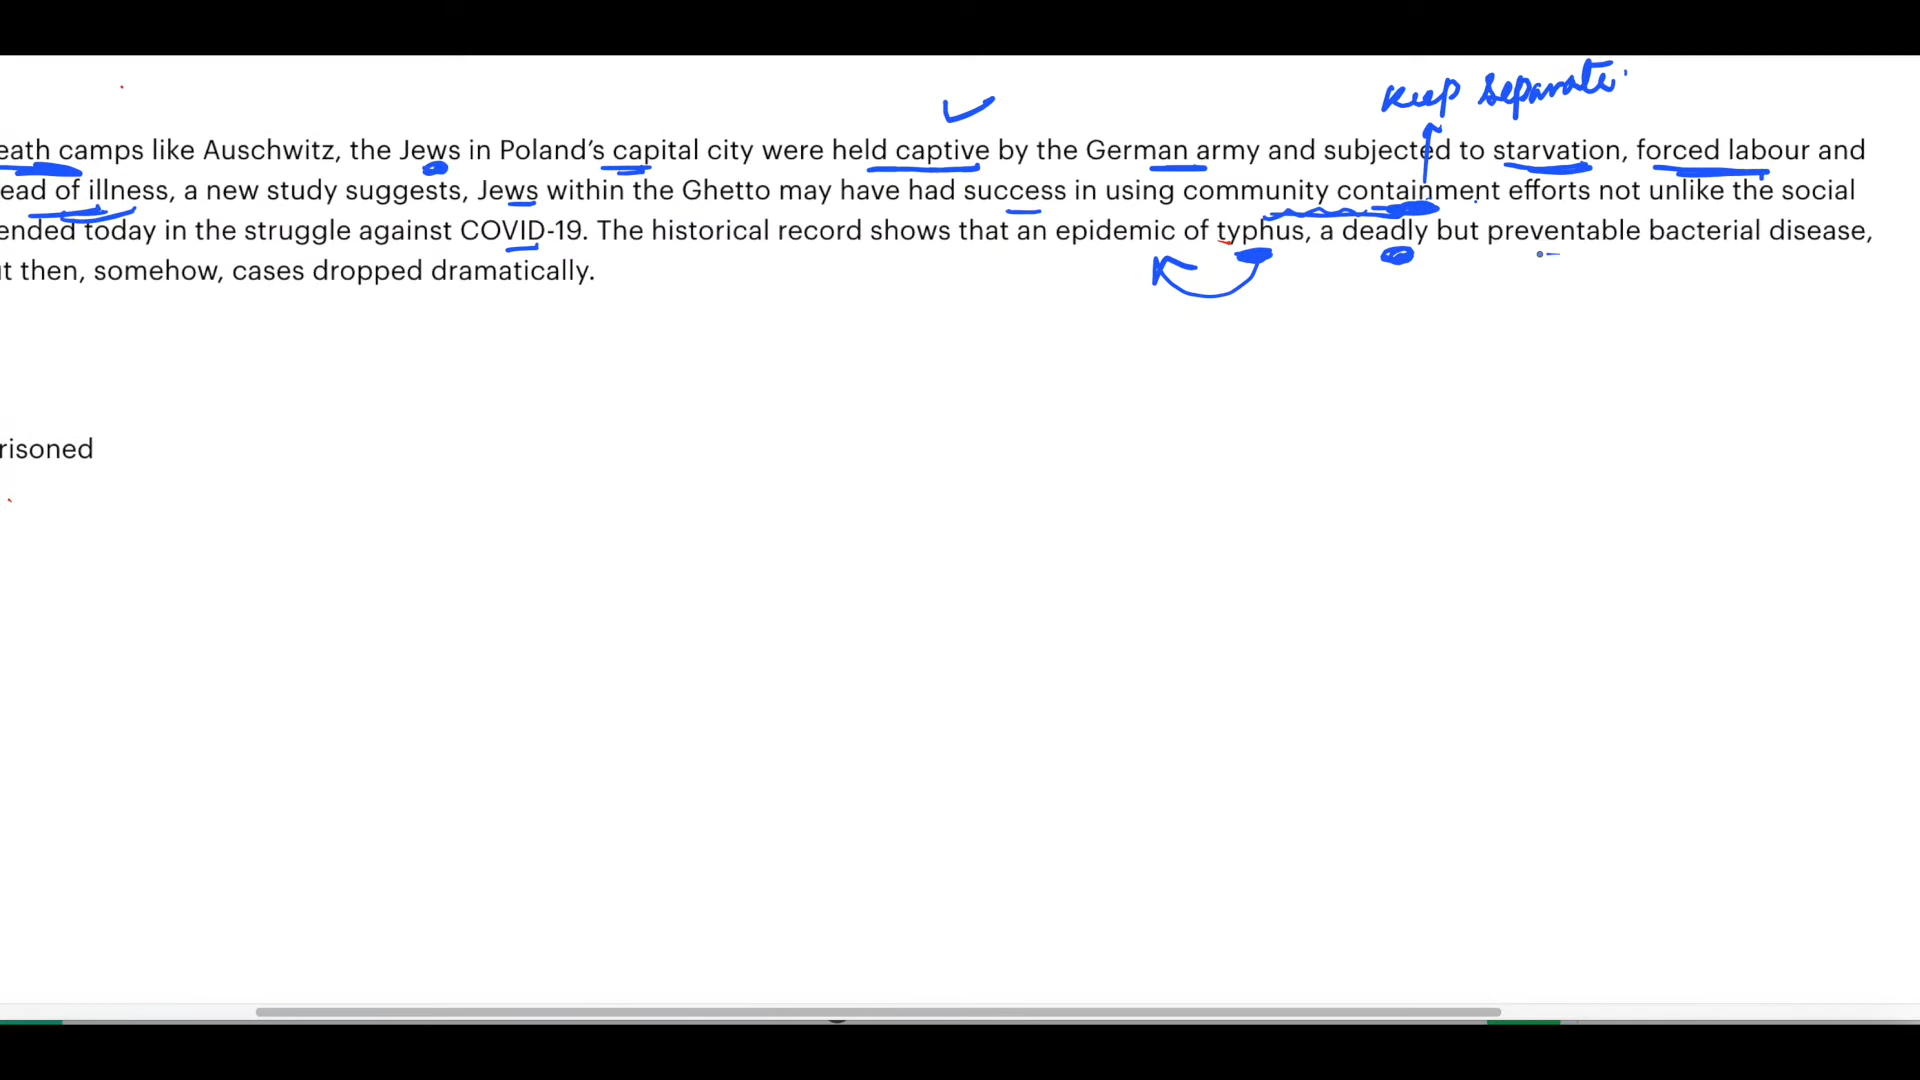 Keep separate
eath camps like Auschwitz, the Jews in Poland’s capital city were held captive by the German army and subjected to starvation, forced labour and
ead of illness, a new study suggests, Jews within the Ghetto may have had success in using community containment efforts not unlike the social
ended today in the struggle against COVID-19. The historical record shows that an epidemic of typhus, a deadly but preventable bacterial disease,
t then, somehow, cases dropped dramatically.
risoned